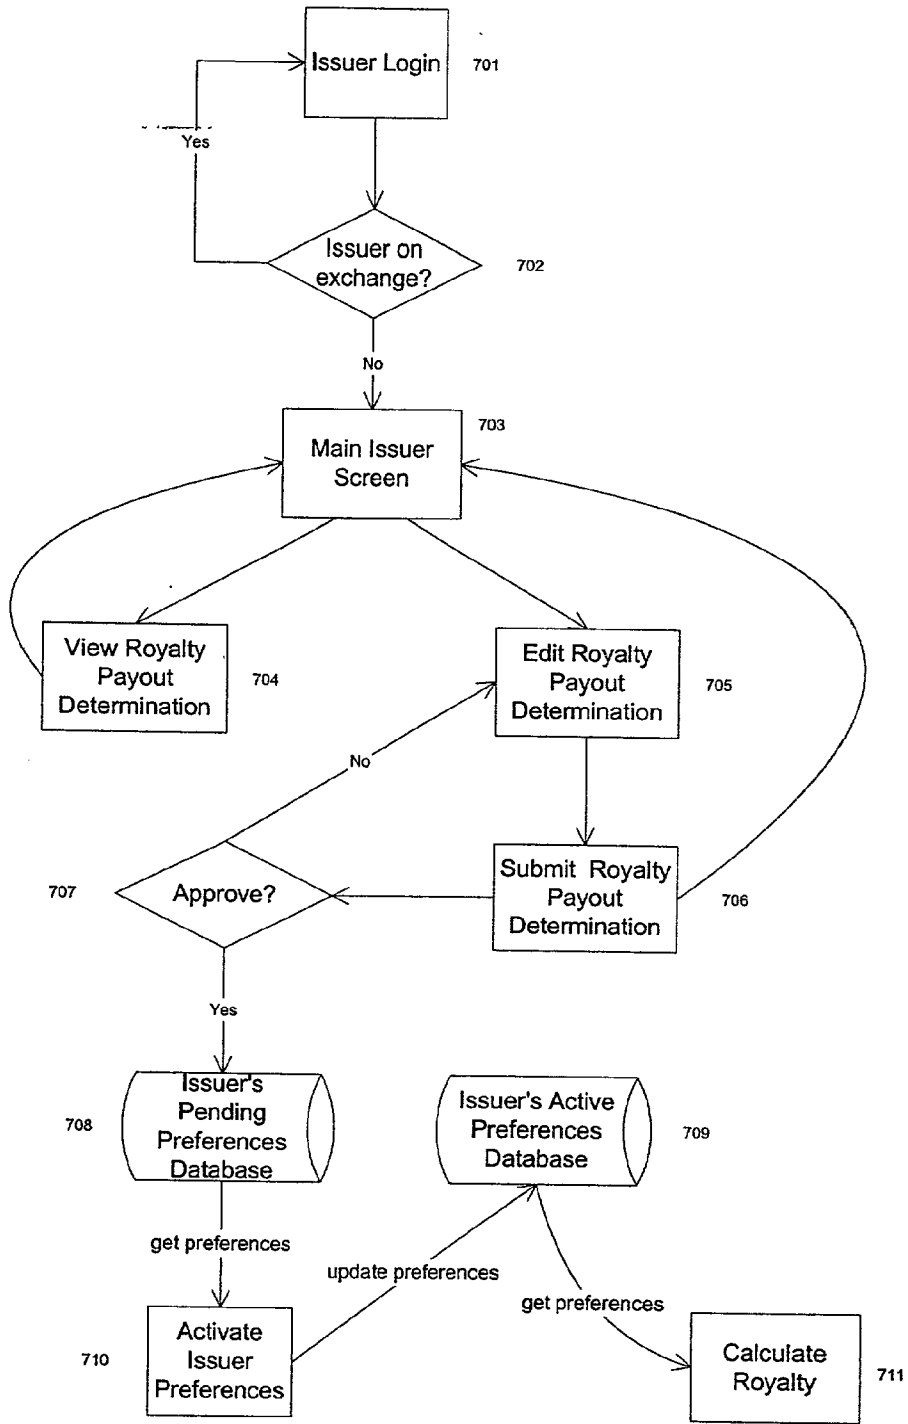 Issuer Login
701
Yes
Issuer on
exchange?
702
No
703
Main Issuer
Screen
View Royalty
Payout
Determination
704
Edit Royalty
Payout
Determination
705
No
707
Approve?
Submit Royalty
Payout
Determination
706
Yes
708
Issuer's
Pending
Preferences
Database
Issuer's Active
Preferences
Database
709
get preferences
update preferences
get preferences
710
Activate
Issuer
Preferences
Calculate
Royalty
711